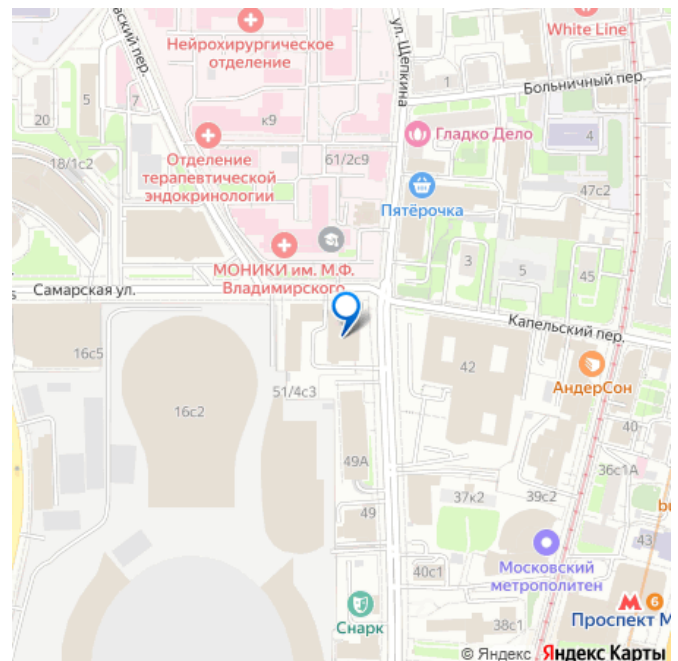 ский пер.
Нейрохирургическое
отделение
ул. Щепкина
White Line
Больничный пер.
1
5
7
20
к9
Гладко Дело
4
18/1с2
Отделение
терапевтической
эндокринологии
61/2с9
Пятёрочка
47с2
МОНИКИ им. М.Ф.
Владимирского
3
5
45
Самарская ул.
Капельский пер.
16с5
42
АндерСон
51/4с3
16с2
40
49А
36с1А
37к2
39с2
49
43
Московский
метрополитен
40с1
6
Снарк
38с1
Проспект М
© Яндекс Яндекс Карты